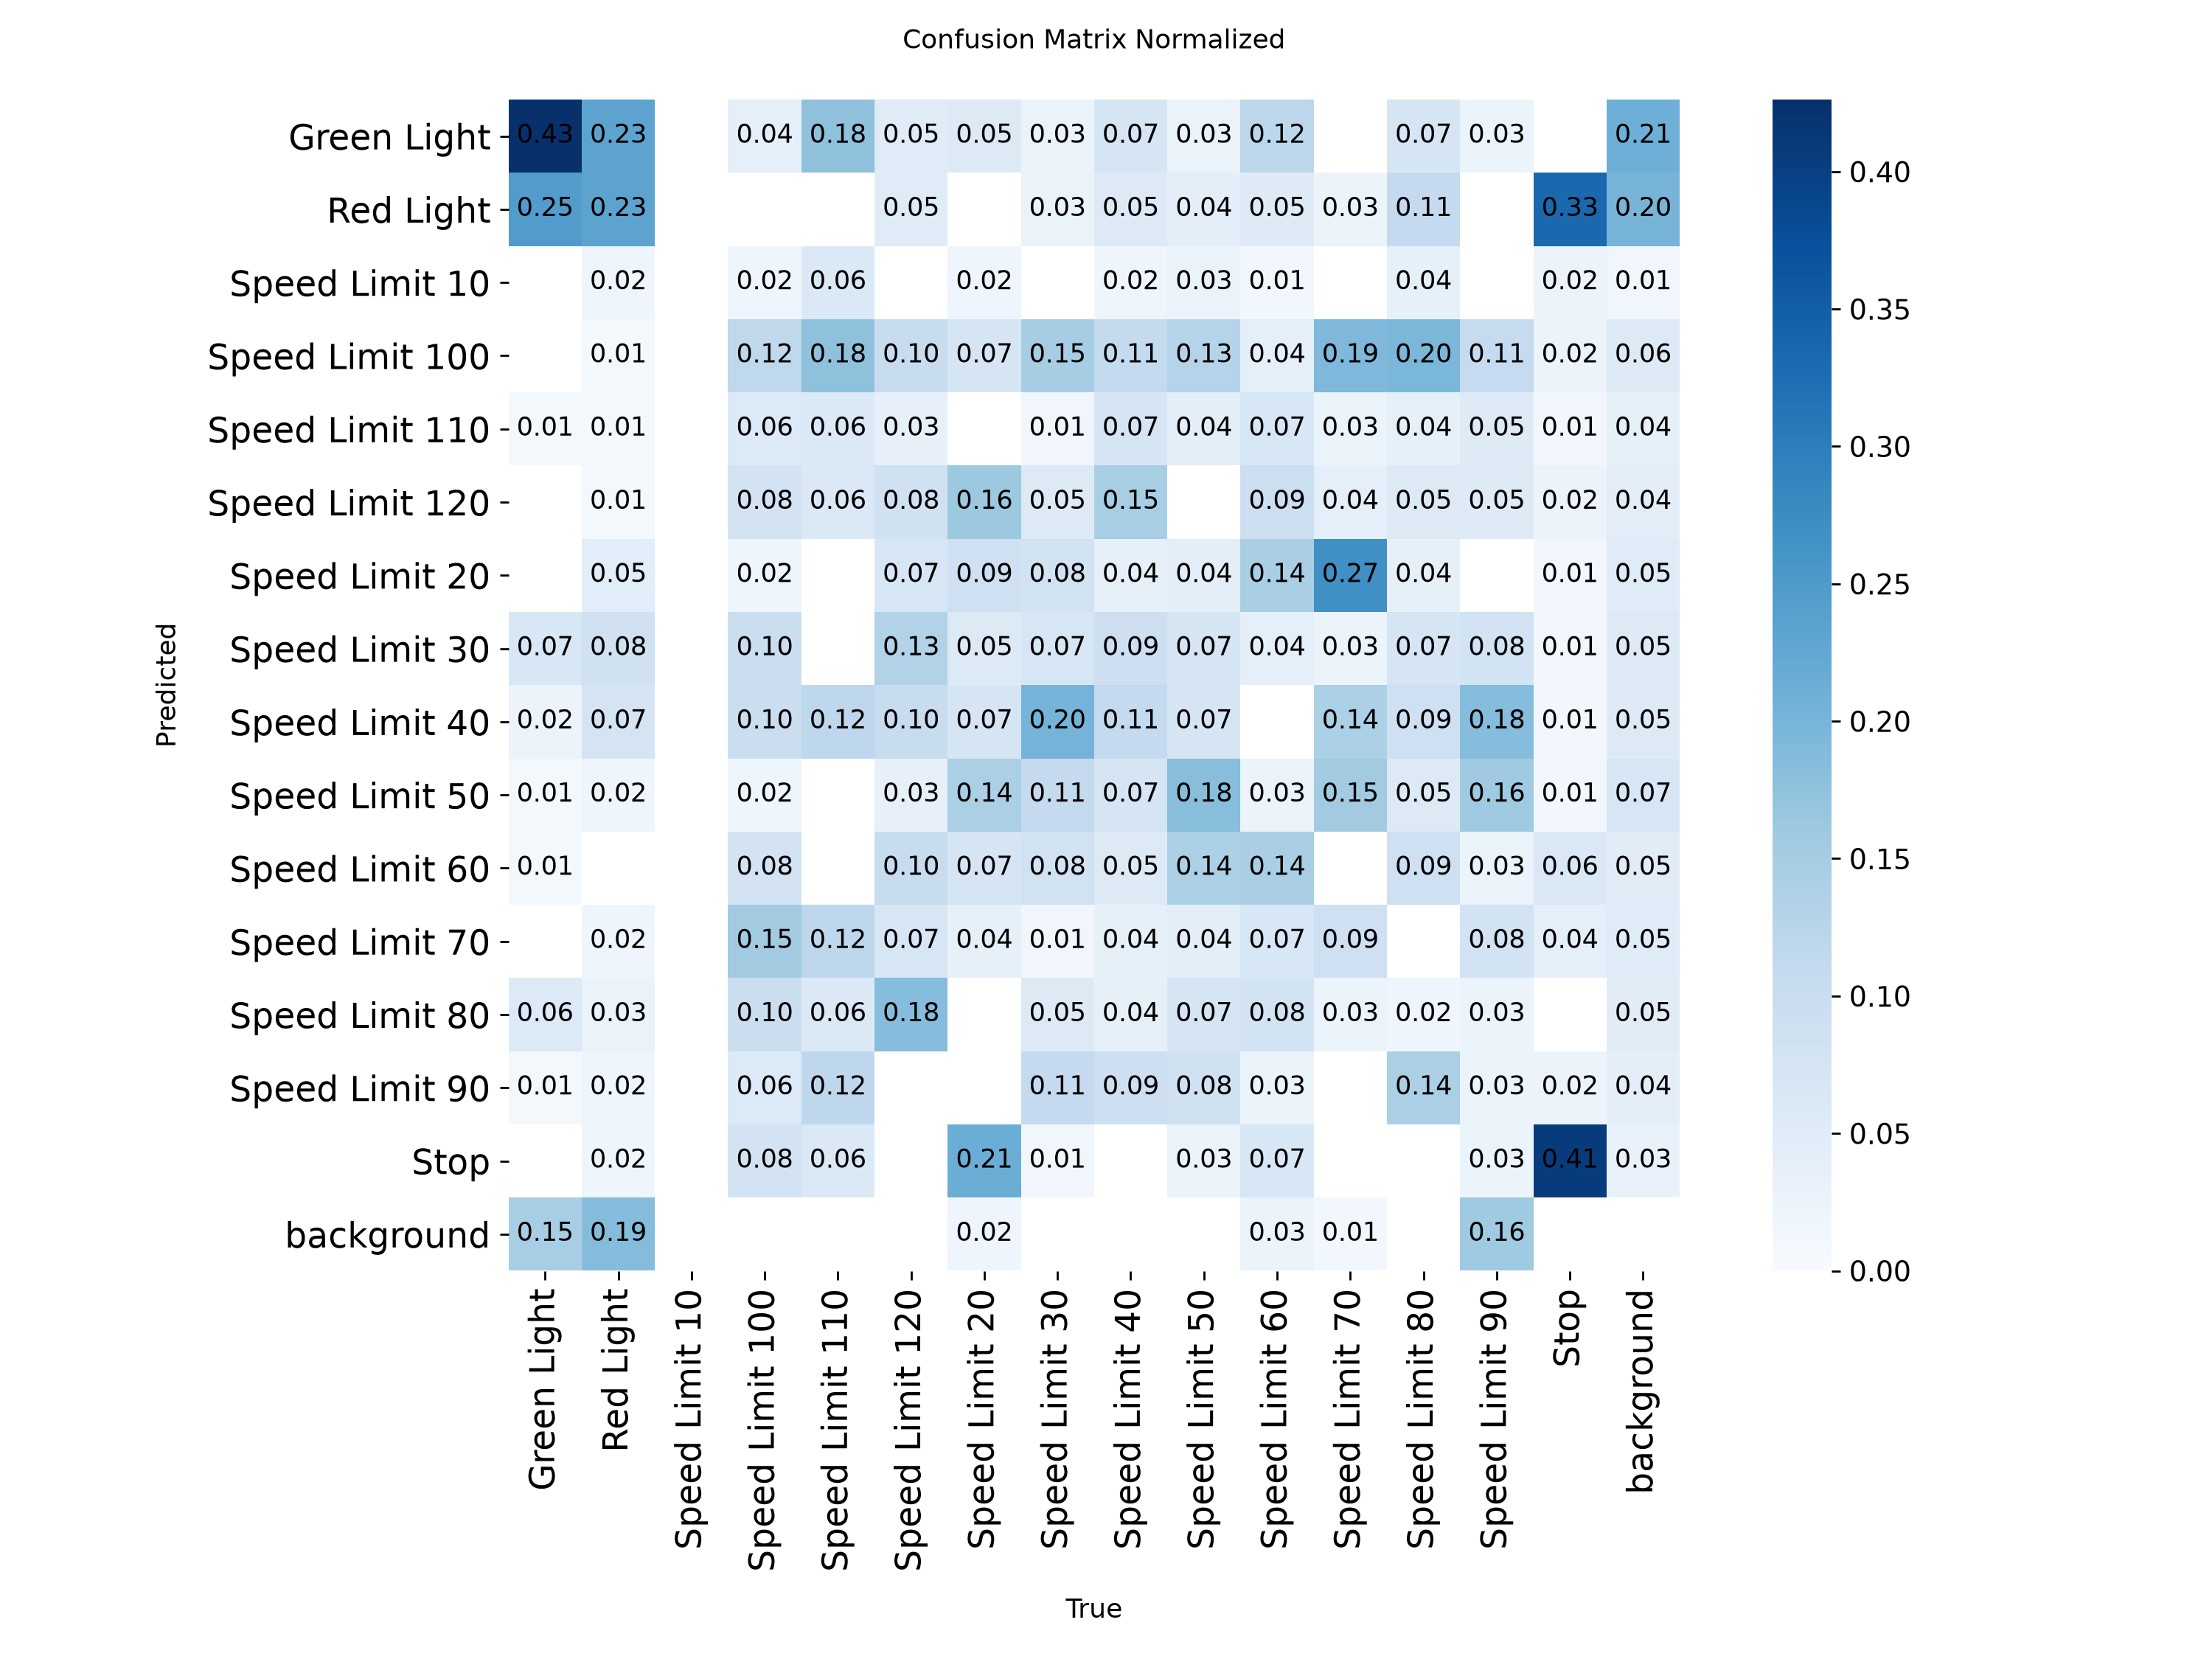 Confusion Matrix Normalized
Green Light 0.43 0.23 0.04 0.18 0.05 0.05 0.03 0.07 0.03 0.12 0.07 0.03 0.21
Red Light 0.25 0.23 0.05 0.03 0.05 0.04 0.05 0.03 0.11 0.33 0.20
Speed Limit 10 0.02 0.02 0.06 0.02 0.02 0.03 0.01 0.04 0.02 0.01
Speed Limit 100 0.01 0.12 0.18 0.10 0.07 0.15 0.11 0.13 0.04 0.19 0.20 0.11 0.02 0.06
Speed Limit 110 0.01 0.01 0.06 0.06 0.03 0.01 0.07 0.04 0.07 0.03 0.04 0.05 0.01 0.04
Speed Limit 120 0.01 0.08 0.06 0.08 0.16 0.05 0.15 0.09 0.04 0.05 0.05 0.02 0.04
Speed Limit 20 0.05 0.02 0.07 0.09 0.08 0.04 0.04 0.14 0.27 0.04 0.01 0.05
Speed Limit 30 0.07 0.08 0.10 0.13 0.05 0.07 0.09 0.07 0.04 0.03 0.07 0.08 0.01 0.05
Speed Limit 40 0.02 0.07 0.10 0.12 0.10 0.07 0.20 0.11 0.07 0.14 0.09 0.18 0.01 0.05
Speed Limit 50 0.01 0.02 0.02 0.03 0.14 0.11 0.07 0.18 0.03 0.15 0.05 0.16 0.01 0.07
Speed Limit 60 0.01 0.08 0.10 0.07 0.08 0.05 0.14 0.14 0.09 0.03 0.06 0.05
Speed Limit 70 0.02 0.15 0.12 0.07 0.04 0.01 0.04 0.04 0.07 0.09 0.08 0.04 0.05
Speed Limit 80 0.06 0.03 0.10 0.06 0.18 0.05 0.04 0.07 0.08 0.03 0.02 0.03 0.05
Speed Limit 90 0.01 0.02 0.06 0.12 0.11 0.09 0.08 0.03 0.14 0.03 0.02 0.04
Stop 0.02 0.08 0.06 0.21 0.01 0.03 0.07 0.03 0.41 0.03
background 0.15 0.19 0.02 0.03 0.01 0.16
Predicted
Green Light
Red Light
Speed Limit 10
Speed Limit 100
Speed Limit 110
Speed Limit 120
Speed Limit 20
Speed Limit 30
Speed Limit 40
Speed Limit 50
Speed Limit 60
Speed Limit 70
Speed Limit 80
Speed Limit 90
Stop
background
True
0.40
0.35
0.30
0.25
0.20
0.15
0.10
0.05
0.00